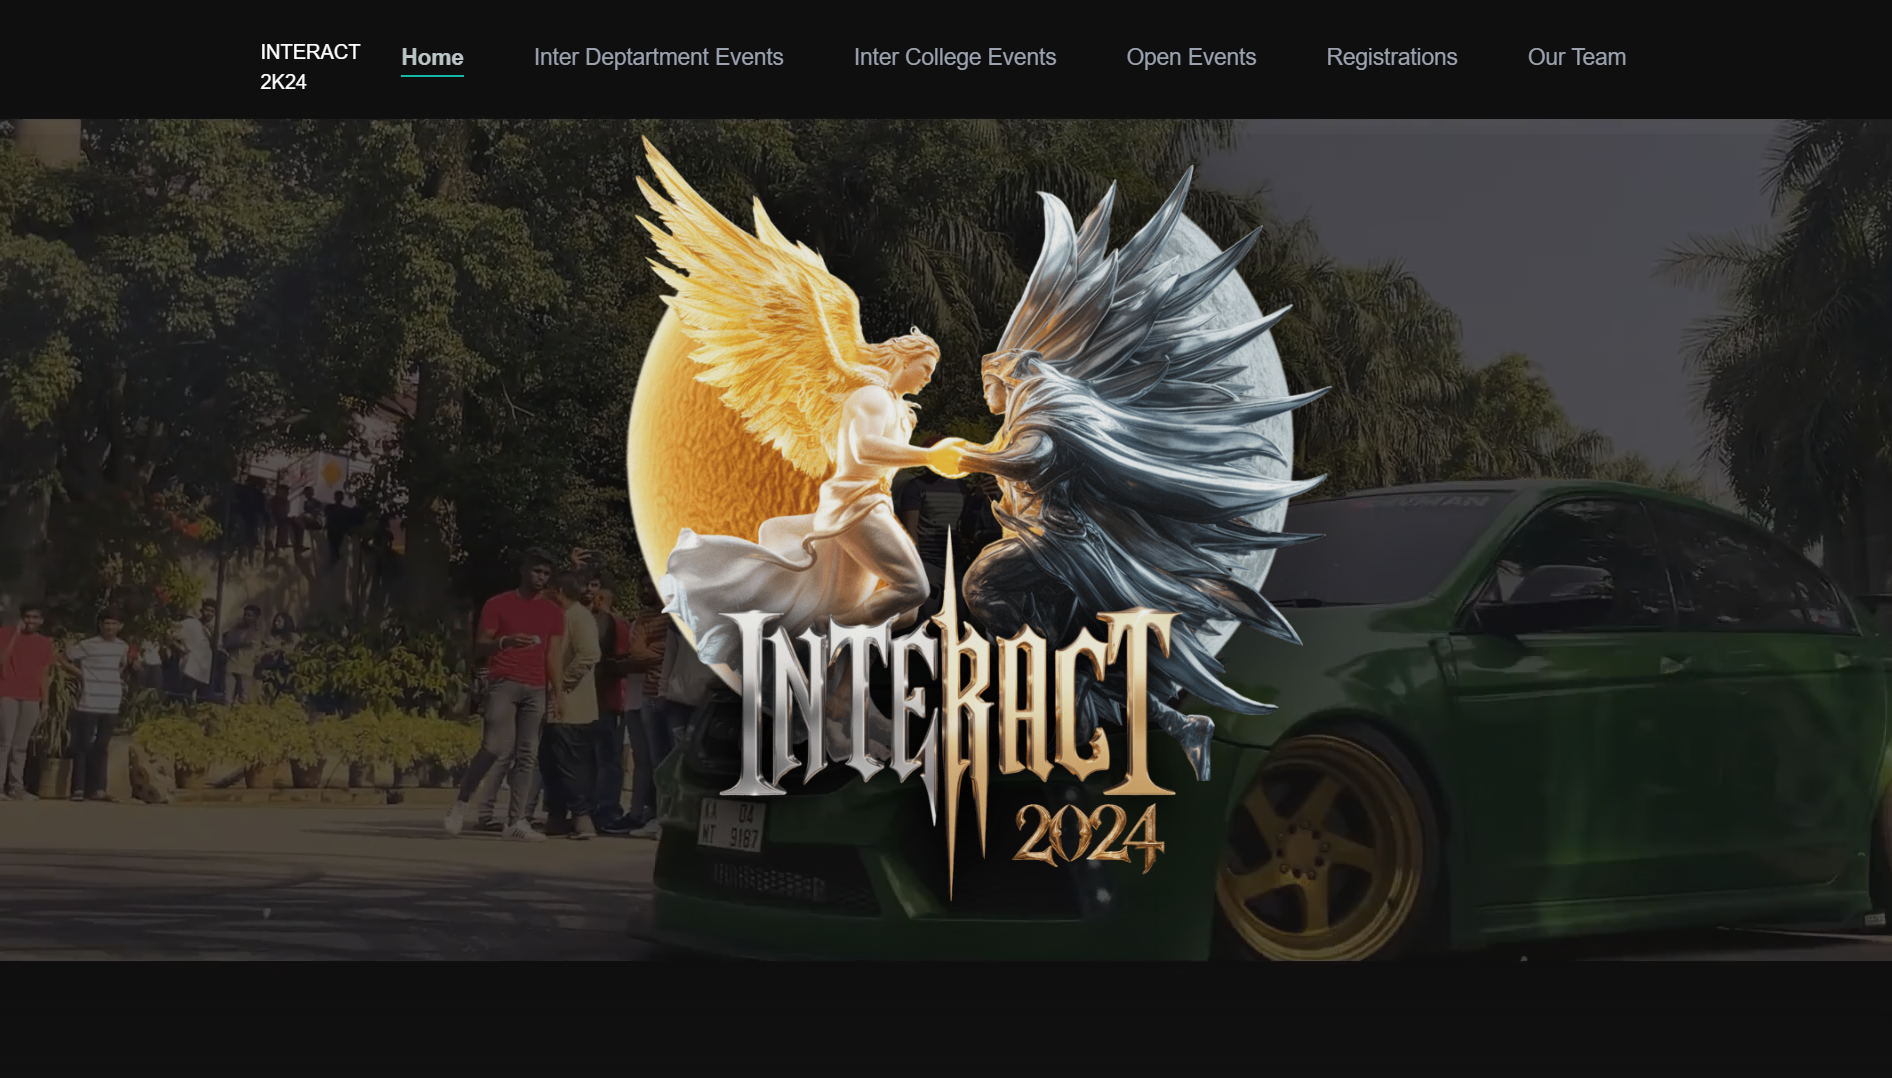 INTERACT
2K24
Home
Inter Deptartment Events
Inter College Events
Open Events
Registrations
Our Team
INTERACT
2024
KA 04
MT 9187